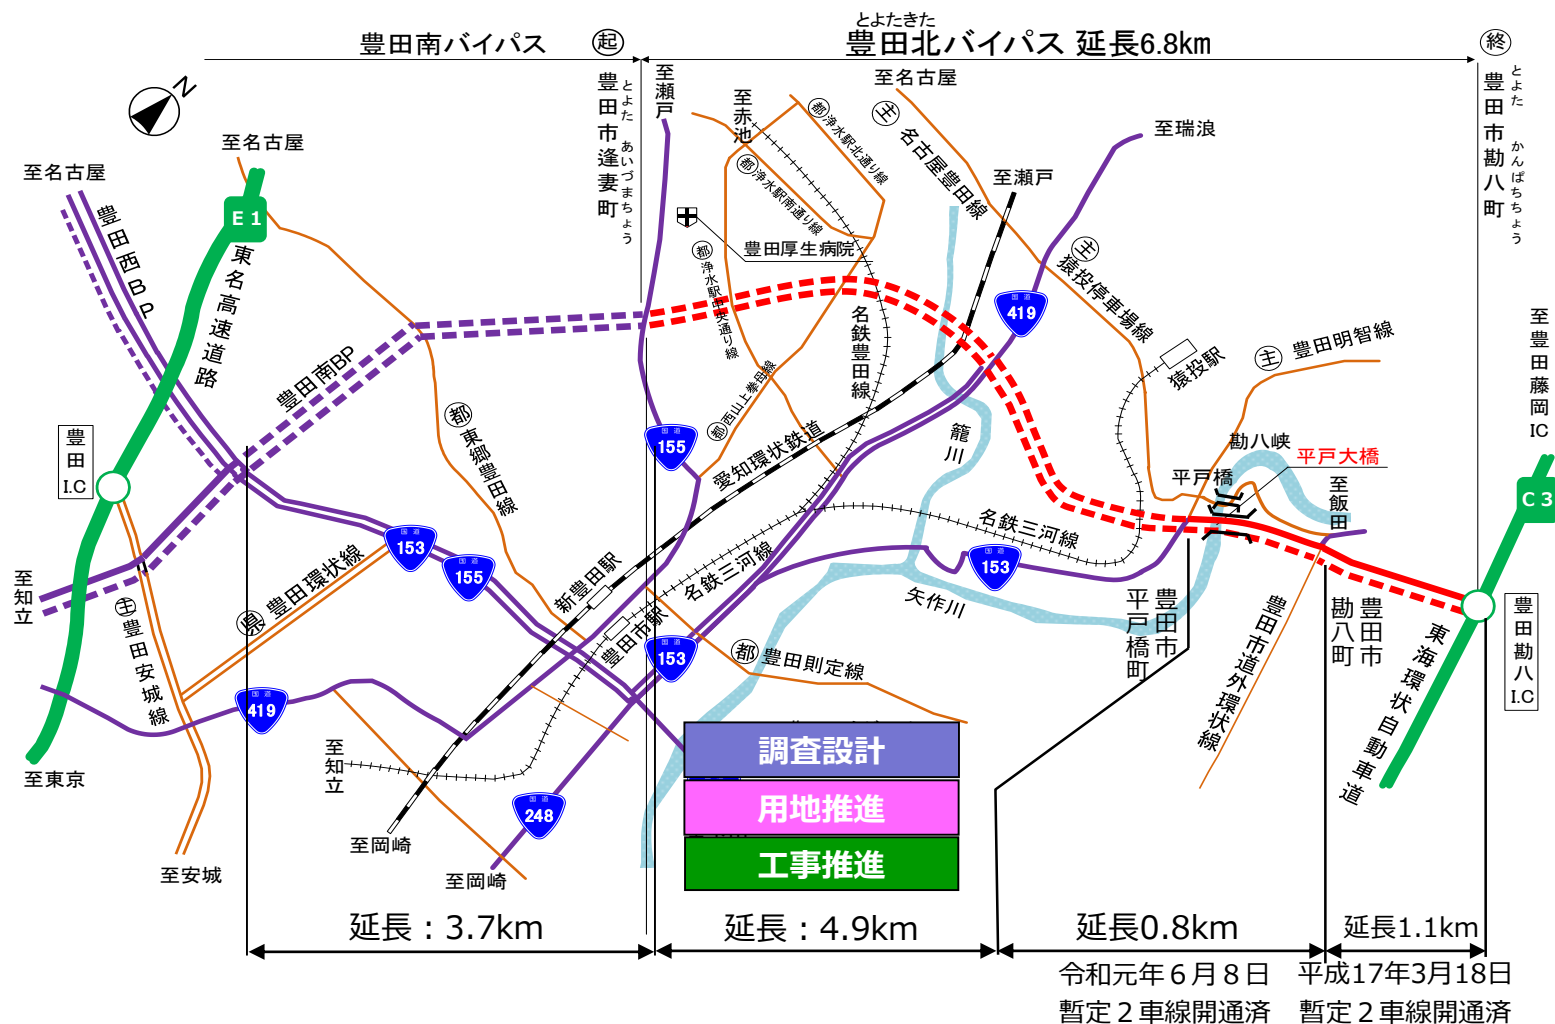 とよたきた
豊田南バイパス
起
豊田北バイパス 延長6.8km
終
N
豊田市逢妻町
とよた あいづまちょう
豊田市勘八町
とよた かんぱちちょう
至瀬戸
至赤池
至名古屋
至瑞浪
至名古屋
至名古屋
都 浄水駅北通り線
都 浄水駅南通り線
主 名古屋豊田線
至瀬戸
E1
豊田西BP
東名高速道路
豊田厚生病院
都 浄水駅中央通り線
主 猿投停車場線
国道 419
名鉄豊田線
至豊田藤岡IC
猿投駅
主 豊田明智線
豊田南BP
都 東郷豊田線
都 西山上拳母線
国道 155
愛知環状鉄道
籠川
勘八峡
平戸大橋
平戸橋
至飯田
豊田
I.C
C3
名鉄三河線
国道 153
国道 155
国道 153
矢作川
新豊田駅
名鉄三河線
豊田市駅
至知立
主 豊田安城線
県 豊田環状線
豊田市
平戸橋町
豊田市道外環状線
豊田市
勘八町
東海環状自動車道
豊田勘八
I.C
国道 153
都 豊田則定線
国道 419
至東京
至知立
国道 248
至岡崎
至岡崎
至安城
調査設計
用地推進
工事推進
延長：3.7km
延長：4.9km
延長0.8km
延長1.1km
令和元年６月８日
暫定２車線開通済
平成17年3月18日
暫定２車線開通済